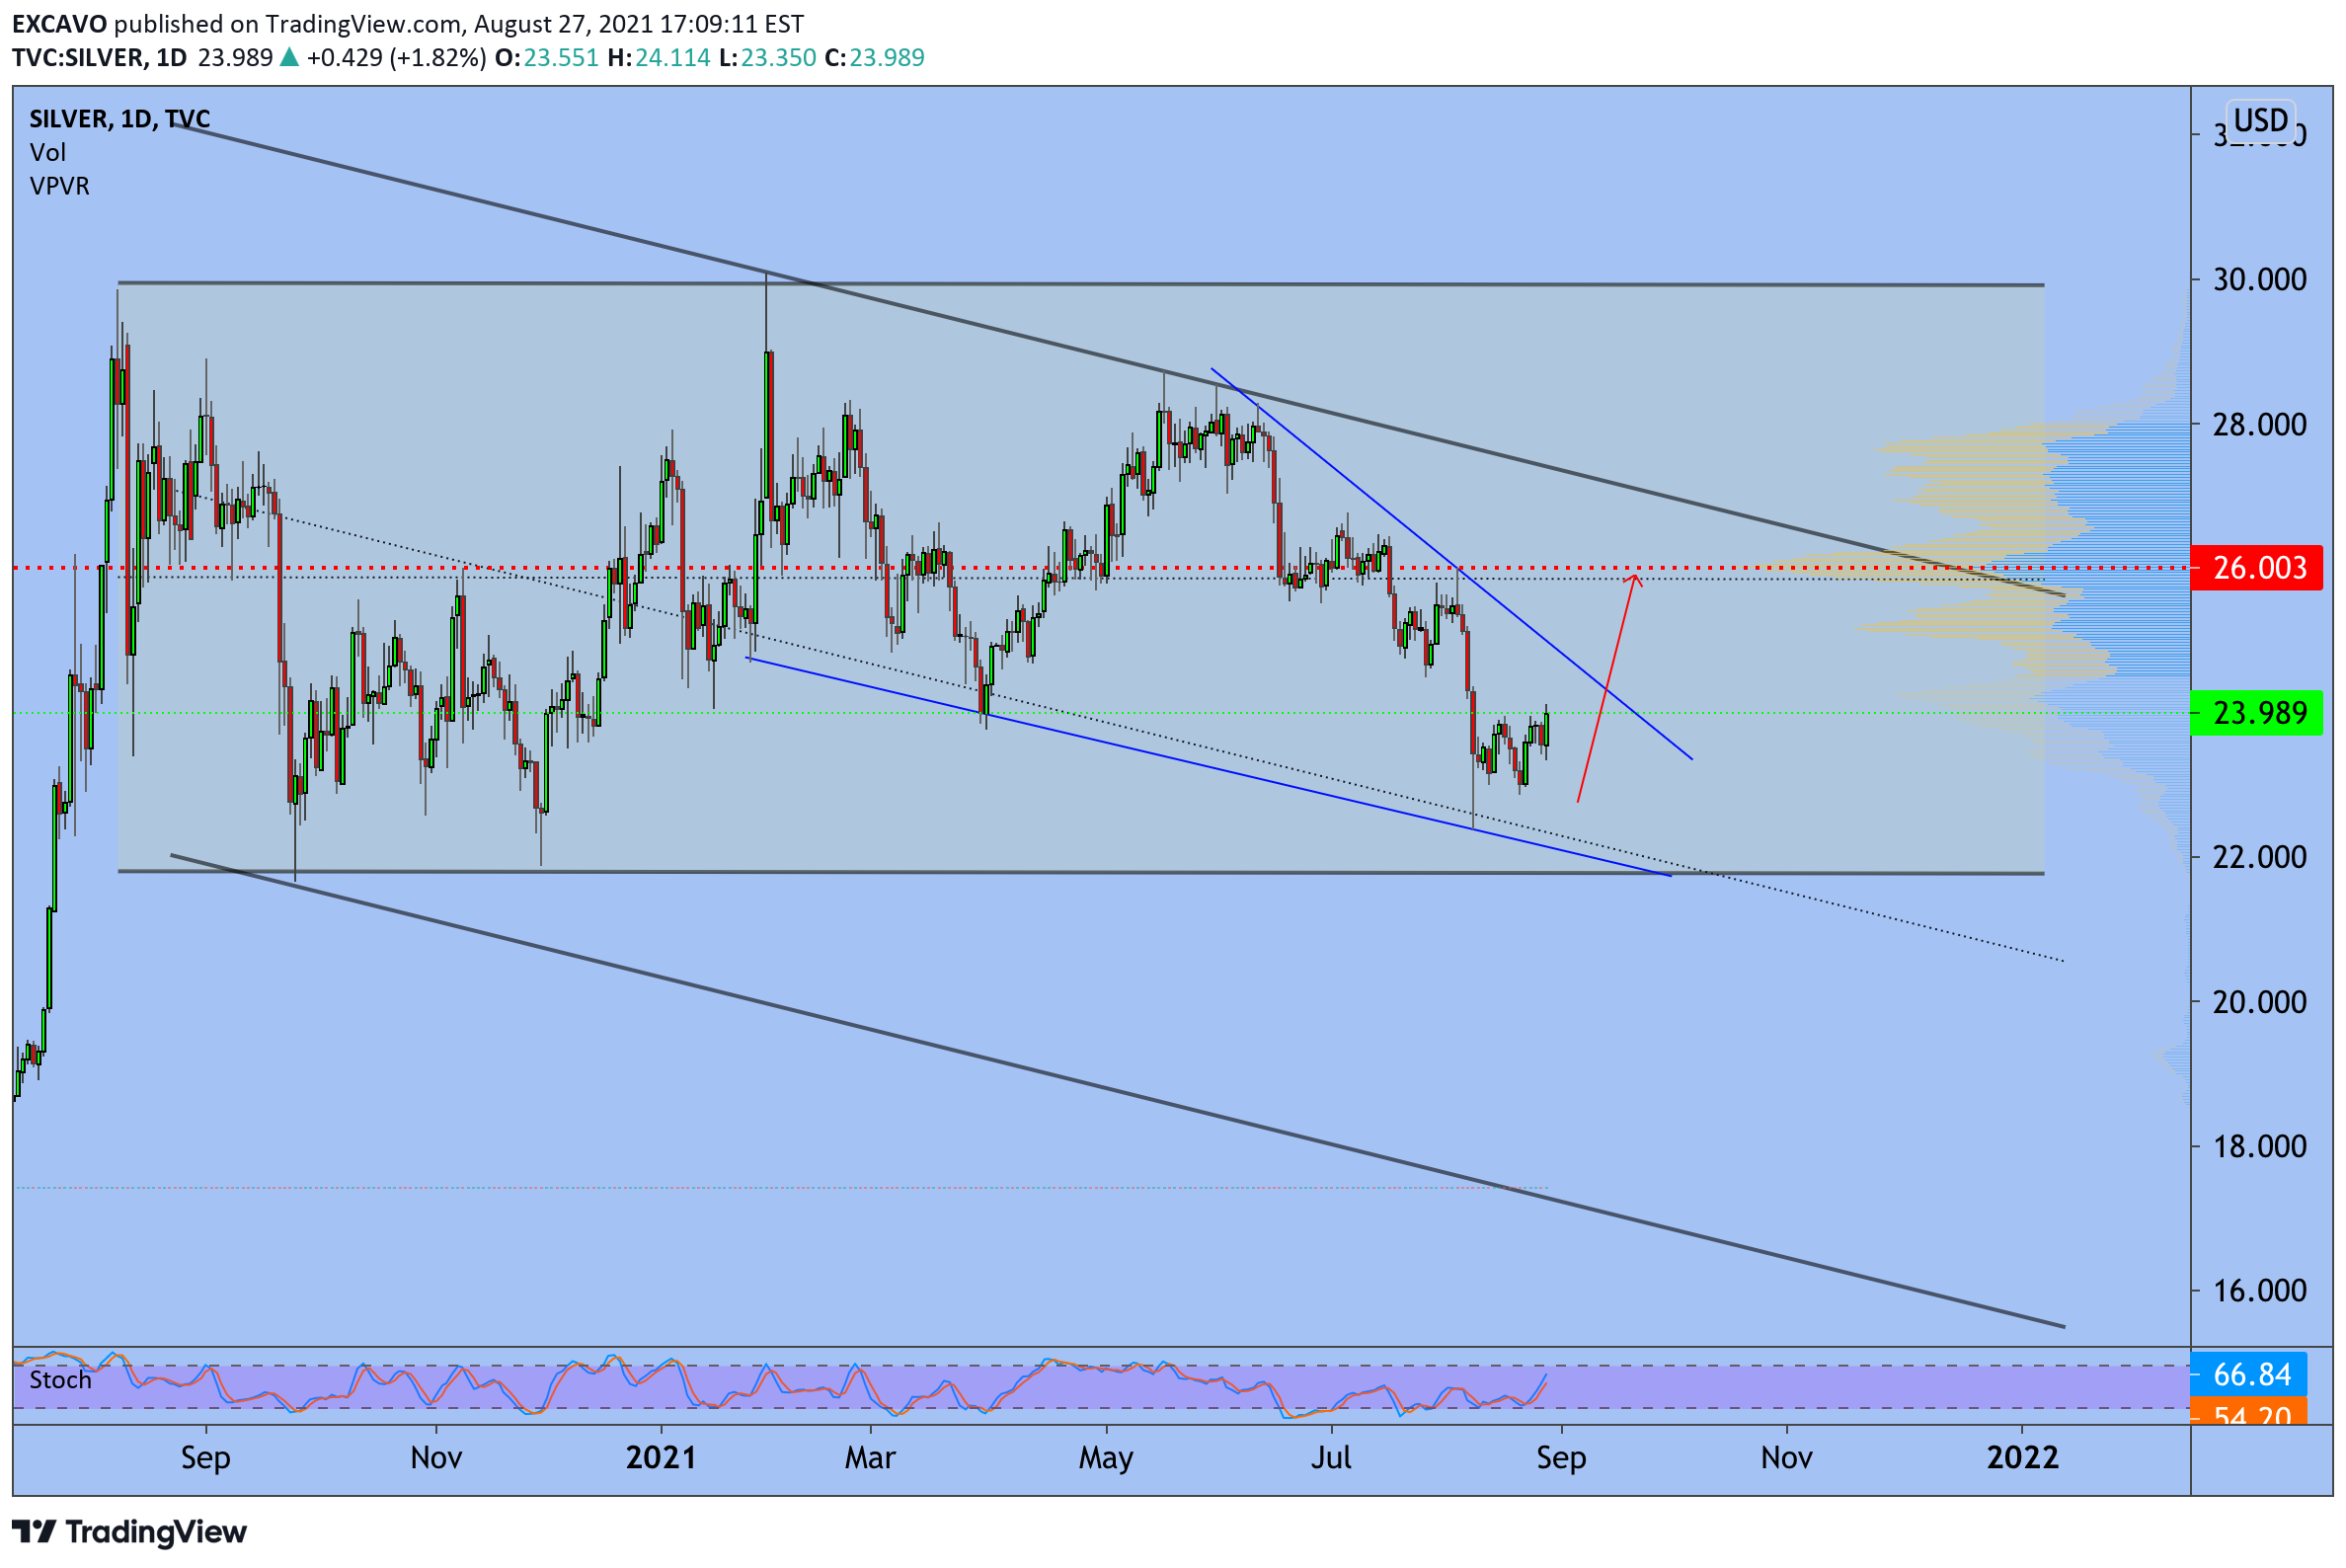 EXCAVO published on TradingView.com, August 27, 2021 17:09:11 EST
TVC:SILVER, 1D 23.989 ▲ +0.429 (+1.82%) O:23.551 H:24.114 L:23.350 C:23.989
SILVER, 1D, TVC
Vol
VPVR
USD
30.000
28.000
26.003
23.989
22.000
20.000
18.000
16.000
Stoch
66.84
54.20
Sep Nov 2021 Mar May Jul Sep Nov 2022
TradingView